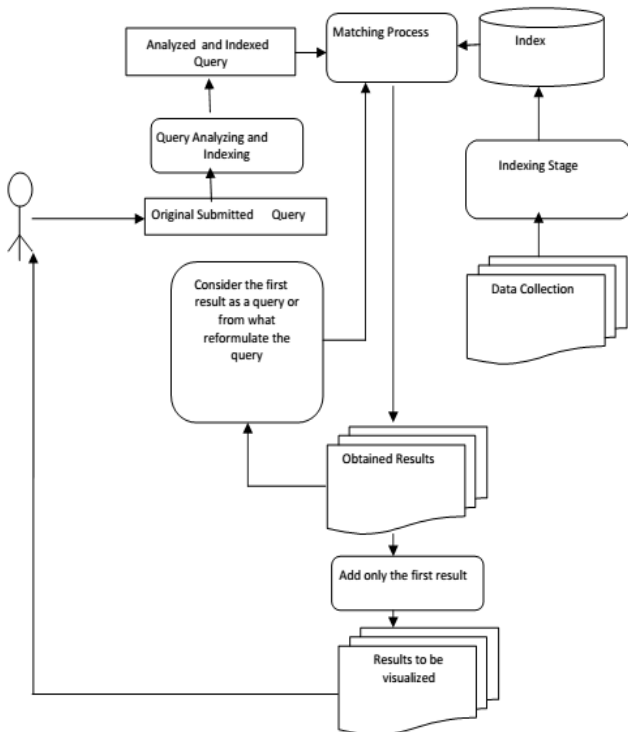 Analyzed and Indexed
Query
Matching Process
Index
Query Analyzing and
Indexing
Indexing Stage
Original Submitted Query
Consider the first
result as a query or
from what
reformulate the
query
Data Collection
Obtained Results
Add only the first result
Results to be
visualized